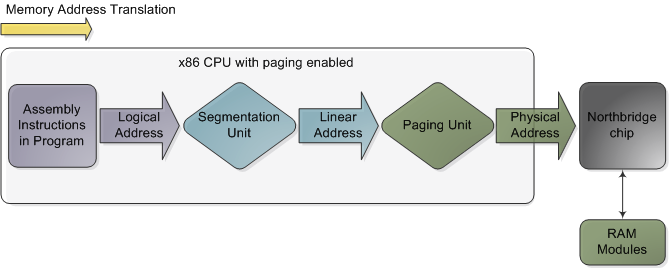 Memory Address Translation
x86 CPU with paging enabled
Assembly
Instructions
in Program
Logical
Address
Segmentation
Unit
Linear
Address
Paging Unit
Physical
Address
Northbridge
chip
RAM
Modules